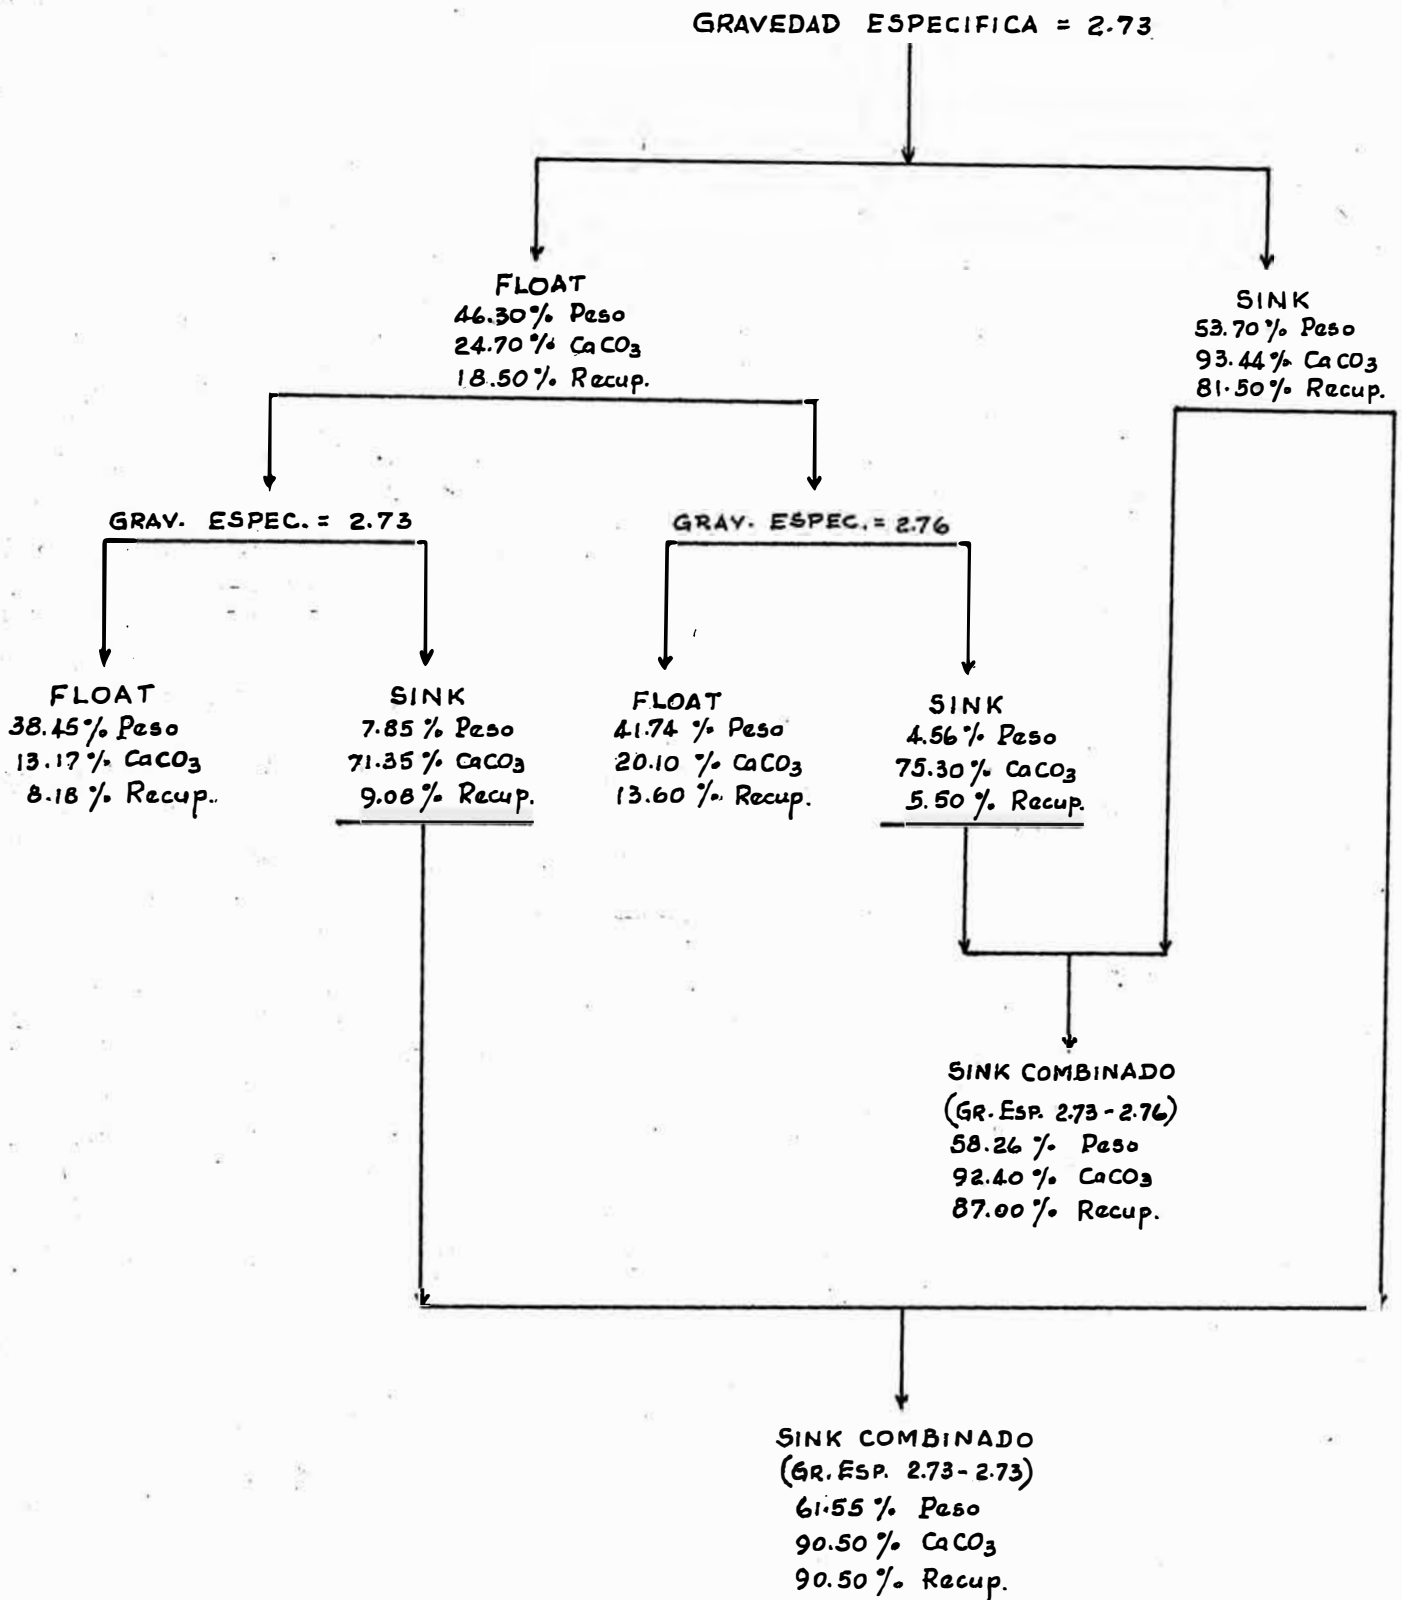 GRAVEDAD ESPECIFICA = 2.73
FLOAT
46.30% Peso
24.70% CaCO₃
18.50% Recup.
SINK
53.70% Peso
93.44% CaCO₃
81.50% Recup.
GRAV. ESPEC. = 2.73
GRAV. ESPEC. = 2.76
FLOAT
38.45% Peso
13.17% CaCO₃
8.18% Recup.
SINK
7.85% Peso
71.35% CaCO₃
9.08% Recup.
FLOAT
41.74% Peso
20.10% CaCO₃
13.60% Recup.
SINK
4.56% Peso
75.30% CaCO₃
5.50% Recup.
SINK COMBINADO
(GR. ESP. 2.73 - 2.76)
58.26% Peso
92.40% CaCO₃
87.00% Recup.
SINK COMBINADO
(GR. ESP. 2.73 - 2.73)
61.55% Peso
90.50% CaCO₃
90.50% Recup.